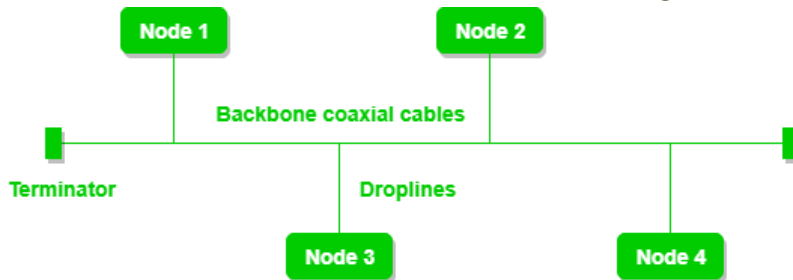 Node 1
Node 2
Backbone coaxial cables
Terminator
Droplines
Node 3
Node 4